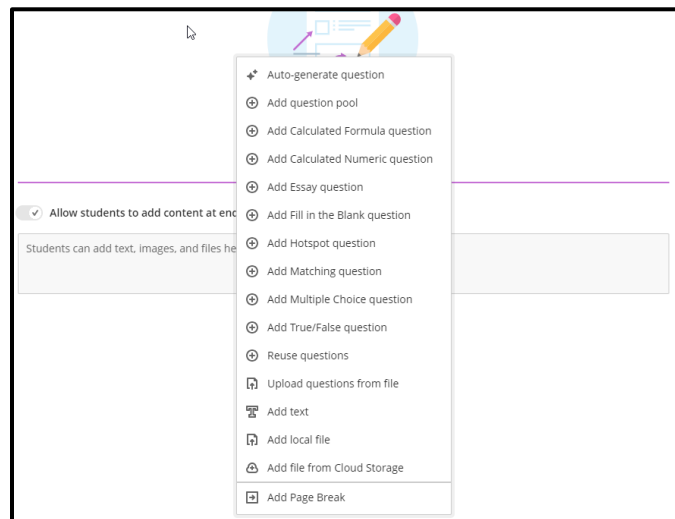 Auto-generate question
Add question pool
Add Calculated Formula question
Add Calculated Numeric question
Add Essay question
Add Fill in the Blank question
Add Hotspot question
Add Matching question
Add Multiple Choice question
Add True/False question
Reuse questions
Upload questions from file
Add text
Add local file
Add file from Cloud Storage
Add Page Break
Allow students to add content at
Students can add text, images, and files